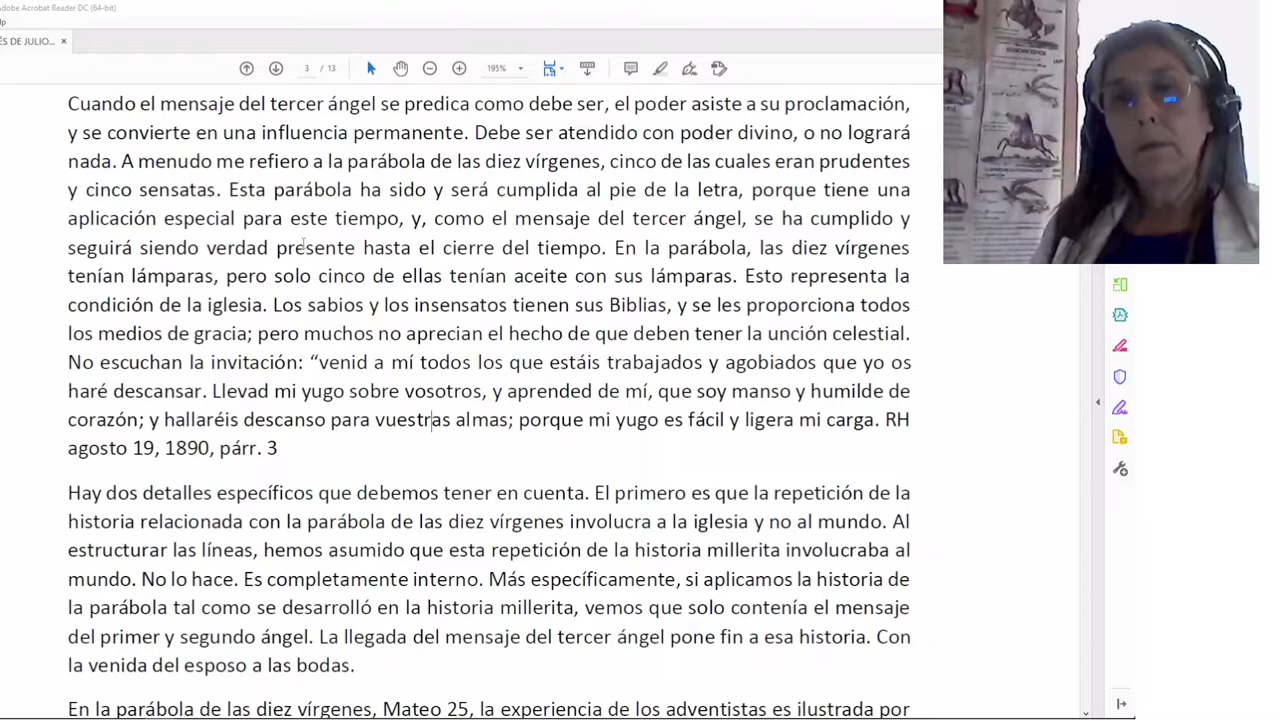 Adobe Acrobat Reader DC (64-bit)
lp
ÉS DE JULIO... ×
3 / 13 195%
Cuando el mensaje del tercer ángel se predica como debe ser, el poder asiste a su proclamación,
y se convierte en una influencia permanente. Debe ser atendido con poder divino, o no logrará
nada. A menudo me refiero a la parábola de las diez vírgenes, cinco de las cuales eran prudentes
y cinco sensatas. Esta parábola ha sido y será cumplida al pie de la letra, porque tiene una
aplicación especial para este tiempo, y, como el mensaje del tercer ángel, se ha cumplido y
seguirá siendo verdad presente hasta el cierre del tiempo. En la parábola, las diez vírgenes
tenían lámparas, pero solo cinco de ellas tenían aceite con sus lámparas. Esto representa la
condición de la iglesia. Los sabios y los insensatos tienen sus Biblias, y se les proporciona todos
los medios de gracia; pero muchos no aprecian el hecho de que deben tener la unción celestial.
No escuchan la invitación: “venid a mí todos los que estáis trabajados y agobiados que yo os
haré descansar. Llevad mi yugo sobre vosotros, y aprended de mí, que soy manso y humilde de
corazón; y hallaréis descanso para vuestras almas; porque mi yugo es fácil y ligera mi carga. RH
agosto 19, 1890, párr. 3
Hay dos detalles específicos que debemos tener en cuenta. El primero es que la repetición de la
historia relacionada con la parábola de las diez vírgenes involucra a la iglesia y no al mundo. Al
estructurar las líneas, hemos asumido que esta repetición de la historia millerita involucraba al
mundo. No lo hace. Es completamente interno. Más específicamente, si aplicamos la historia de
la parábola tal como se desarrolló en la historia millerita, vemos que solo contenía el mensaje
del primer y segundo ángel. La llegada del mensaje del tercer ángel pone fin a esa historia. Con
la venida del esposo a las bodas.
En la parábola de las diez vírgenes, Mateo 25, la experiencia de los adventistas es ilustrada por